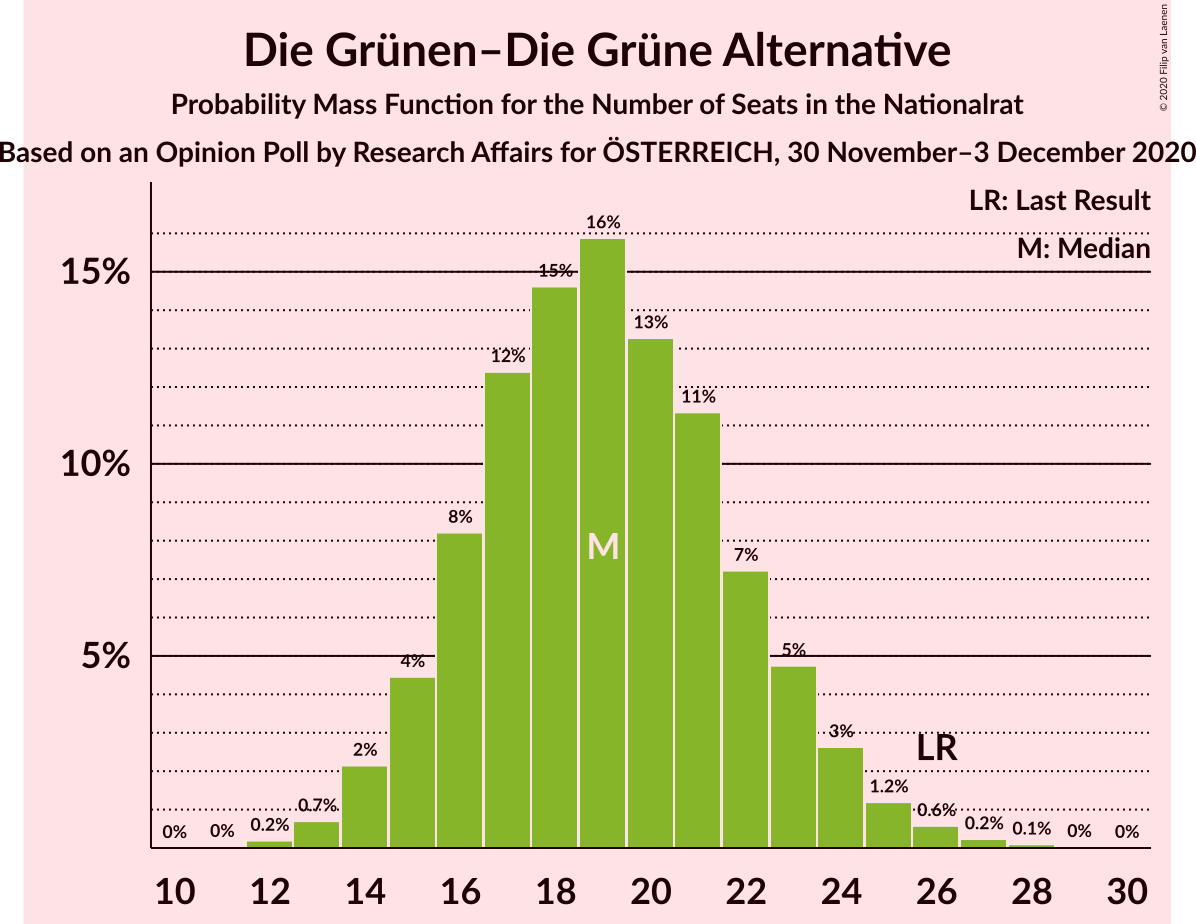 Die Grünen–Die Grüne Alternative
Probability Mass Function for the Number of Seats in the Nationalrat
Based on an Opinion Poll by Research Affairs for ÖSTERREICH, 30 November–3 December 2020
© 2020 Filip van Laenen
LR: Last Result
M: Median
16%
15%
15%
13%
12%
11%
10%
8%
M
7%
5%
4%
5%
2%
3%
LR
0%
0%
0.2%
0.7%
1.2%
0.6%
0.2%
0.1%
0%
0%
10 12 14 16 18 20 22 24 26 28 30